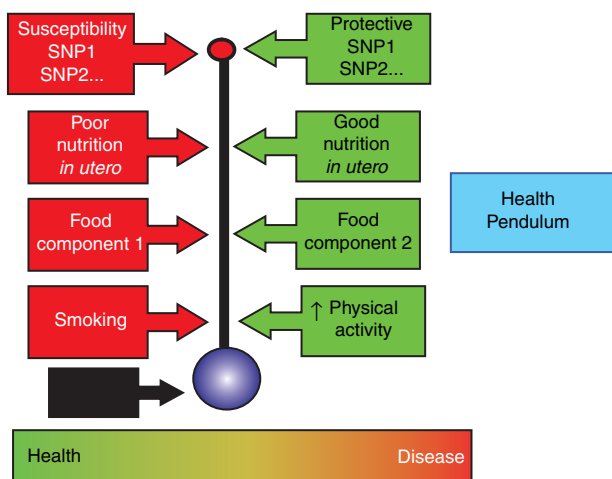 Susceptibility
SNP1
SNP2...
Protective
SNP1
SNP2...
Poor
nutrition
in utero
Good
nutrition
in utero
Health
Pendulum
Food
component 1
Food
component 2
Smoking
↑ Physical
activity
Health
Disease